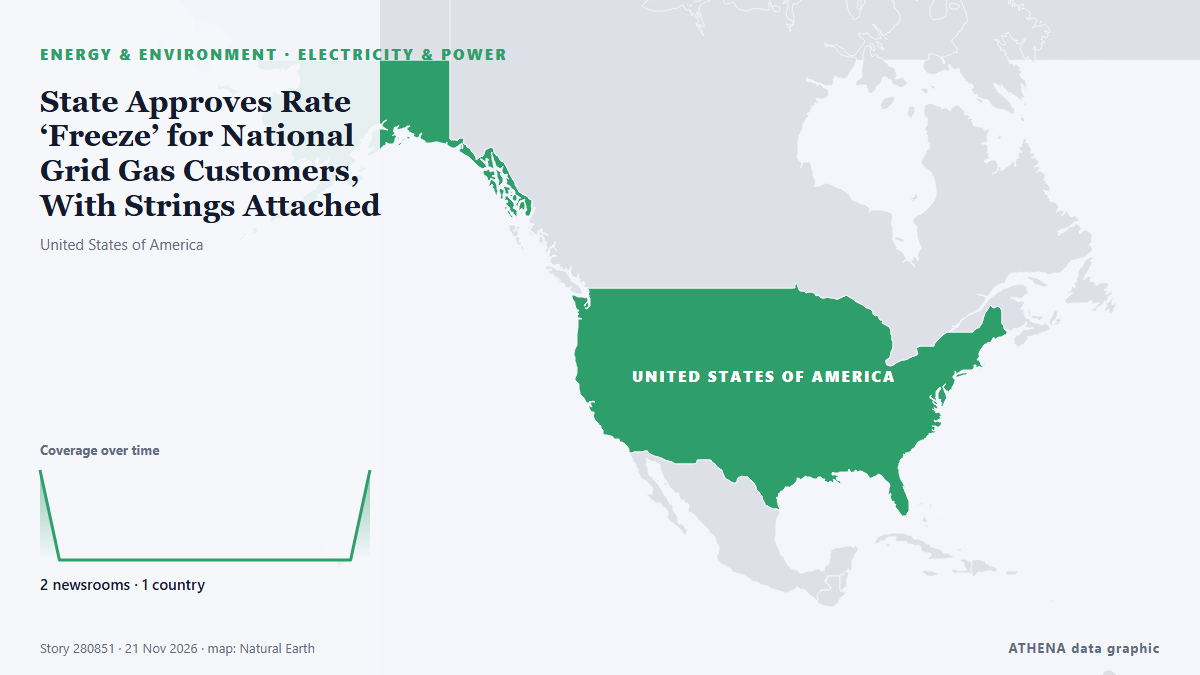 ENERGY & ENVIRONMENT · ELECTRICITY & POWER
State Approves Rate
‘Freeze’ for National
Grid Gas Customers,
With Strings Attached
United States of America
UNITED STATES OF AMERICA
Coverage over time
2 newsrooms · 1 country
Story 280851 · 21 Nov 2026 · map: Natural Earth
ATHENA data graphic